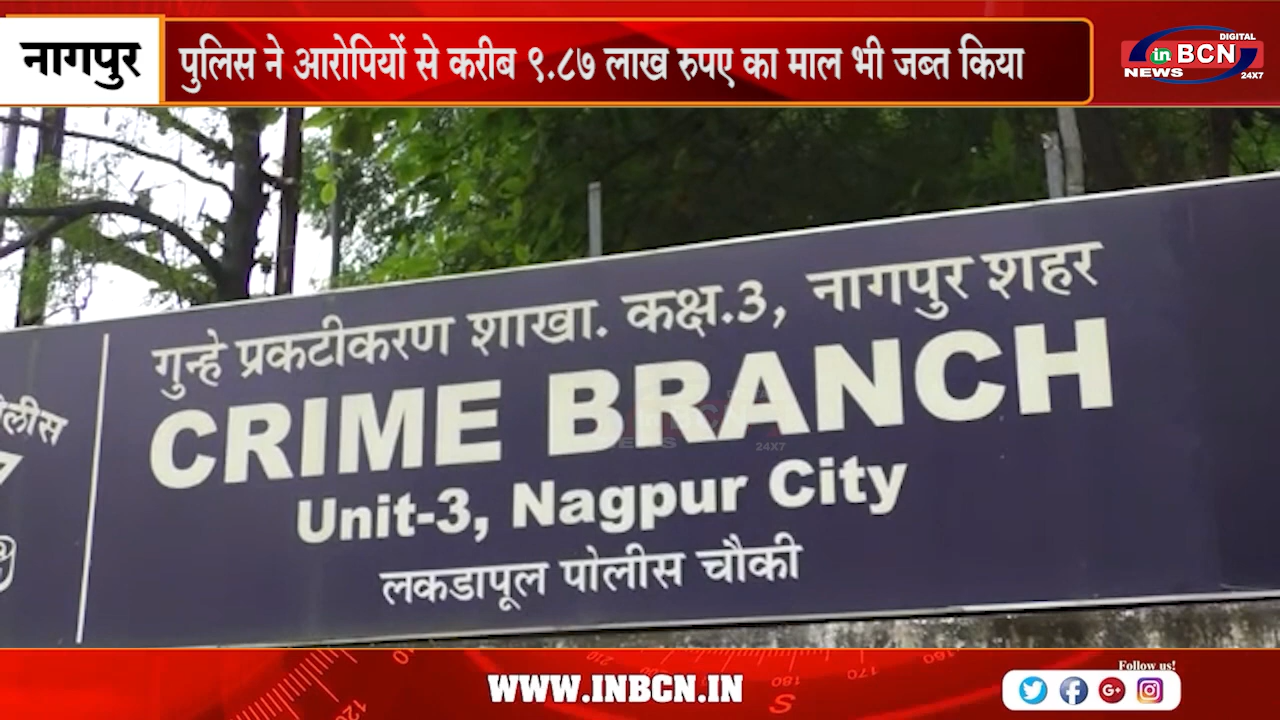 नागपुर
पुलिस ने आरोपियों से करीब ९.८७ लाख रुपए का माल भी जब्त किया
DIGITAL
in BCN
NEWS 24X7
गुन्हे प्रकटीकरण शाखा. कक्ष.3, नागपुर शहर
CRIME BRANCH
Unit-3, Nagpur City
लकडापूल पोलीस चौकी
WWW.INBCN.IN
Follow us!